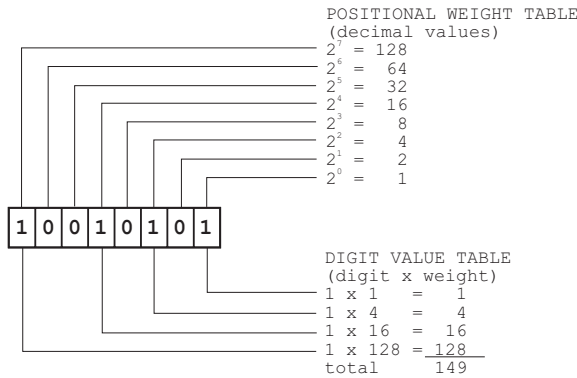 POSITIONAL WEIGHT TABLE
(decimal values)
2⁷ = 128
2⁶ = 64
2⁵ = 32
2⁴ = 16
2³ = 8
2² = 4
2¹ = 2
2⁰ = 1
1 0 0 1 0 1 0 1
DIGIT VALUE TABLE
(digit x weight)
1 x 1 = 1
1 x 4 = 4
1 x 16 = 16
1 x 128 = 128
total 149